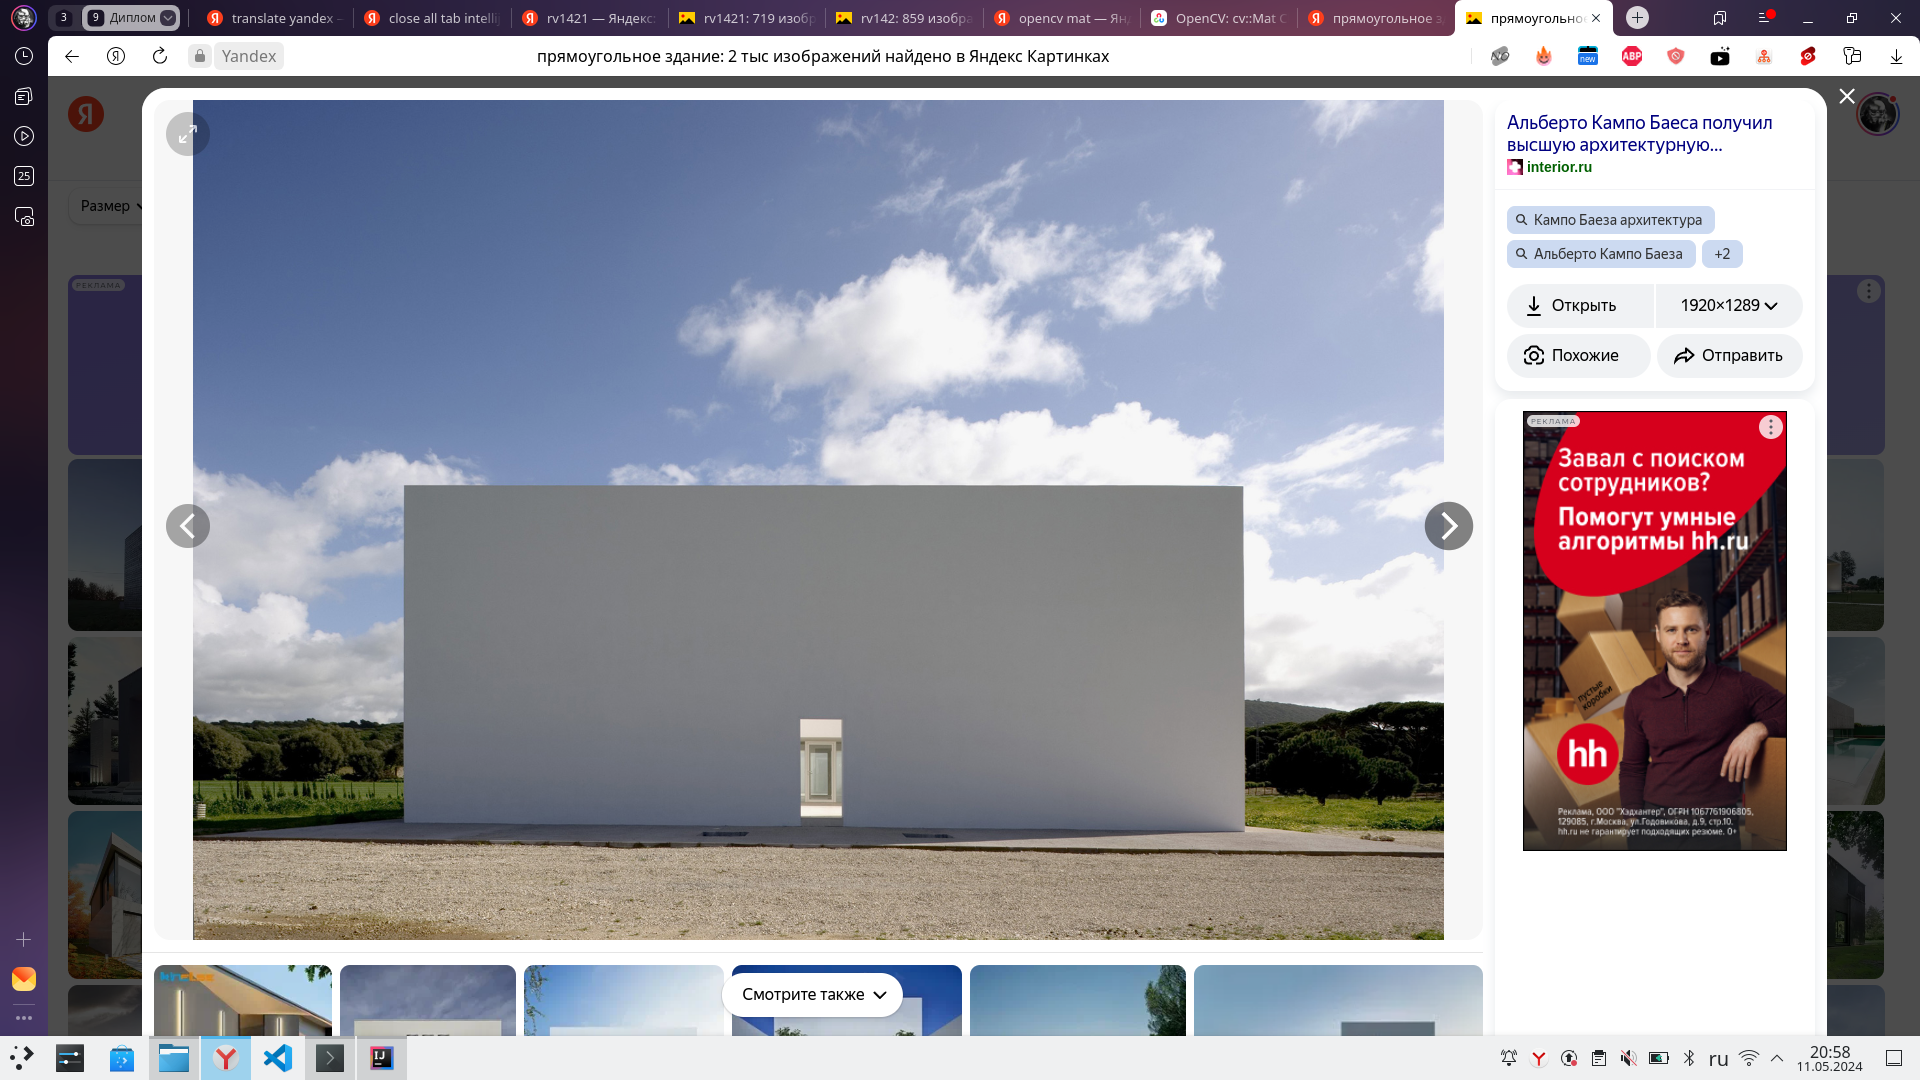 3
9 Диплом
translate yandex –
close all tab intellij
rv1421 — Яндекс:
rv1421: 719 изобр
rv142: 859 изобра
opencv mat — Ян
OpenCV: cv::Mat C
прямоугольное з
прямоугольно
Yandex
прямоугольное здание: 2 тыс изображений найдено в Яндекс Картинках
new
ABP
25
Размер
РЕКЛАМА
Альберто Кампо Баеса получил
высшую архитектурную...
interior.ru
Кампо Баеза архитектура
Альберто Кампо Баеза
+2
Открыть
1920×1289
Похожие
Отправить
РЕКЛАМА
Завал с поиском
сотрудников?
Помогут умные
алгоритмы hh.ru
пустые
коробки
hh
Реклама, ООО "Хэдхантер", ОГРН 1067761906805,
129085, г.Москва, ул.Годовикова, д.9, стр.10.
hh.ru не гарантирует подходящих резюме. 0+
Смотрите также
IJ
ru
20:58
11.05.2024